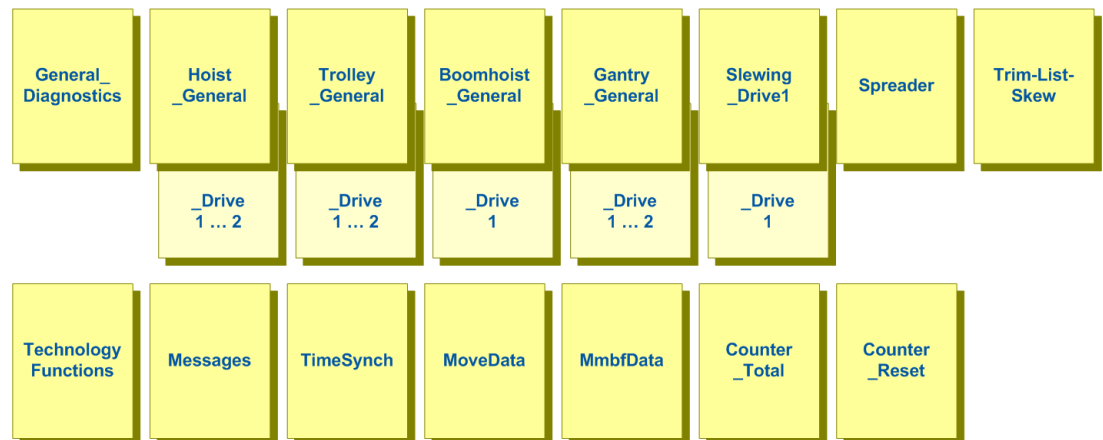 General_
Diagnostics
Hoist
_General
Trolley
_General
Boomhoist
_General
Gantry
_General
Slewing
_Drive1
Spreader
Trim-List-
Skew
_Drive
1 … 2
_Drive
1 … 2
_Drive
1
_Drive
1 … 2
_Drive
1
Technology
Functions
Messages
TimeSynch
MoveData
MmbfData
Counter
_Total
Counter
_Reset